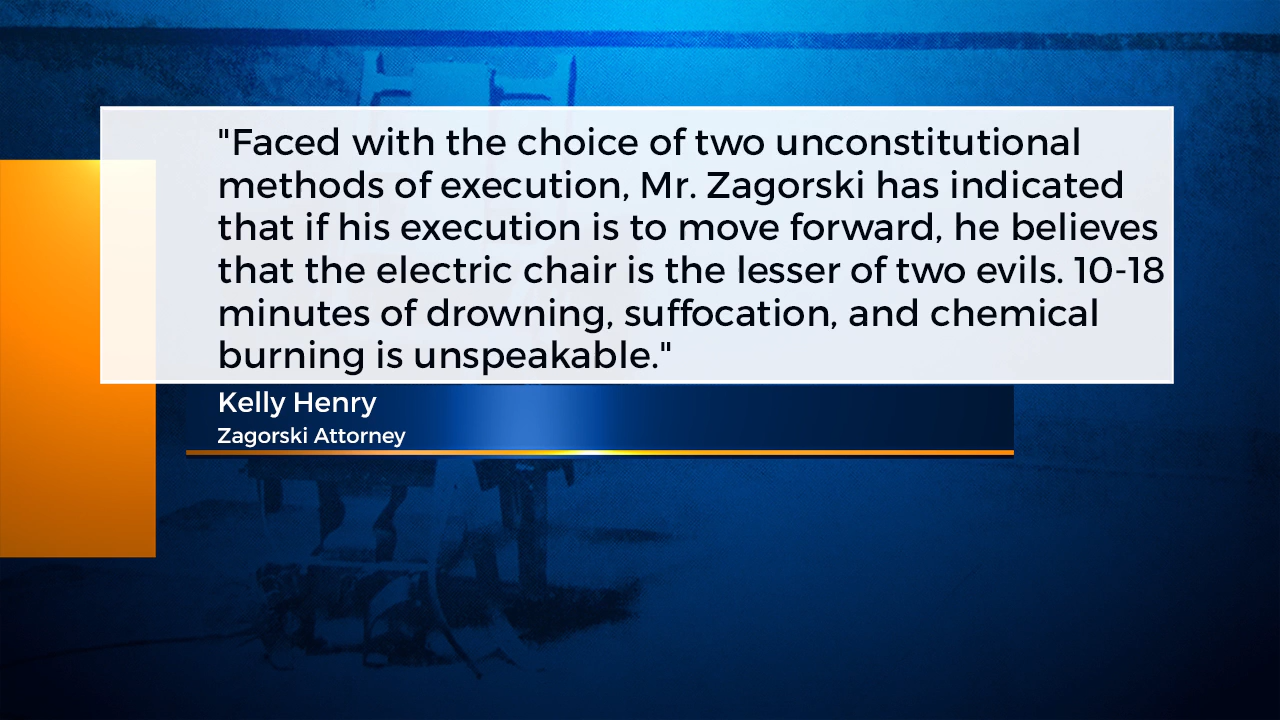 "Faced with the choice of two unconstitutional
methods of execution, Mr. Zagorski has indicated
that if his execution is to move forward, he believes
that the electric chair is the lesser of two evils. 10-18
minutes of drowning, suffocation, and chemical
burning is unspeakable."
Kelly Henry
Zagorski Attorney